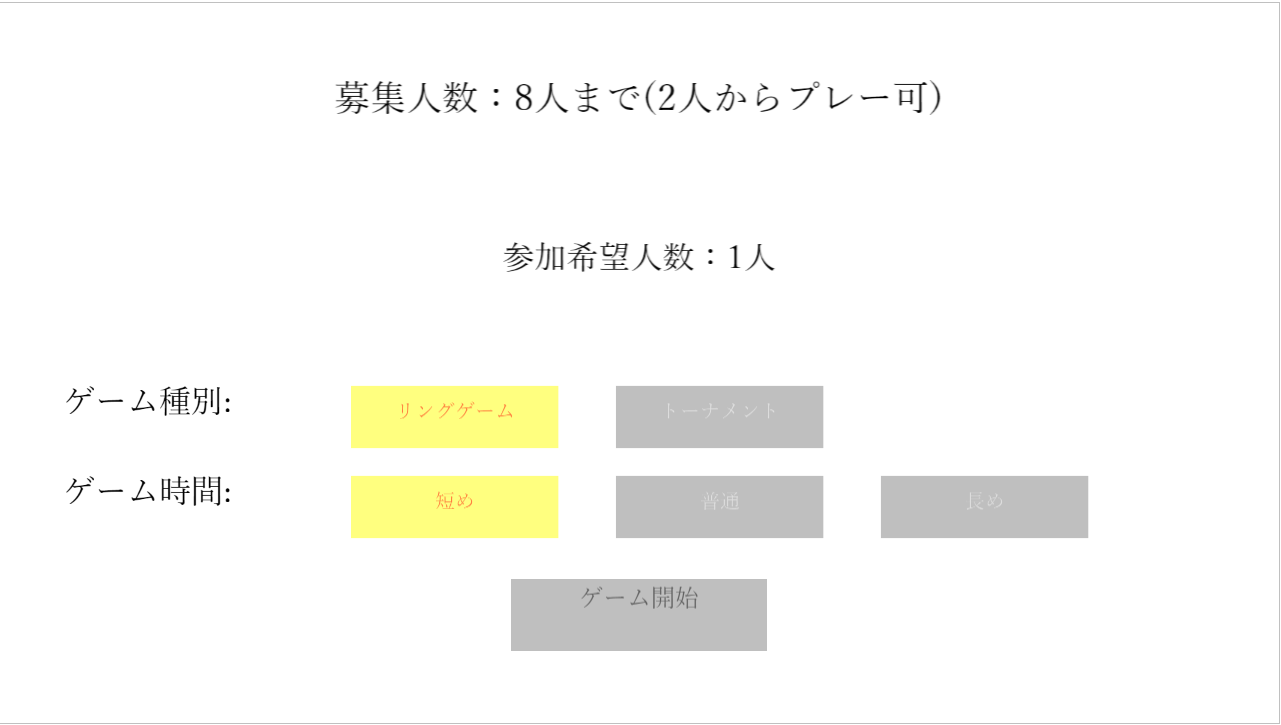 募集人数：8人まで(2人からプレー可)
参加希望人数：1人
ゲーム種別: リングゲーム トーナメント
ゲーム時間: 短め 普通 長め
ゲーム開始